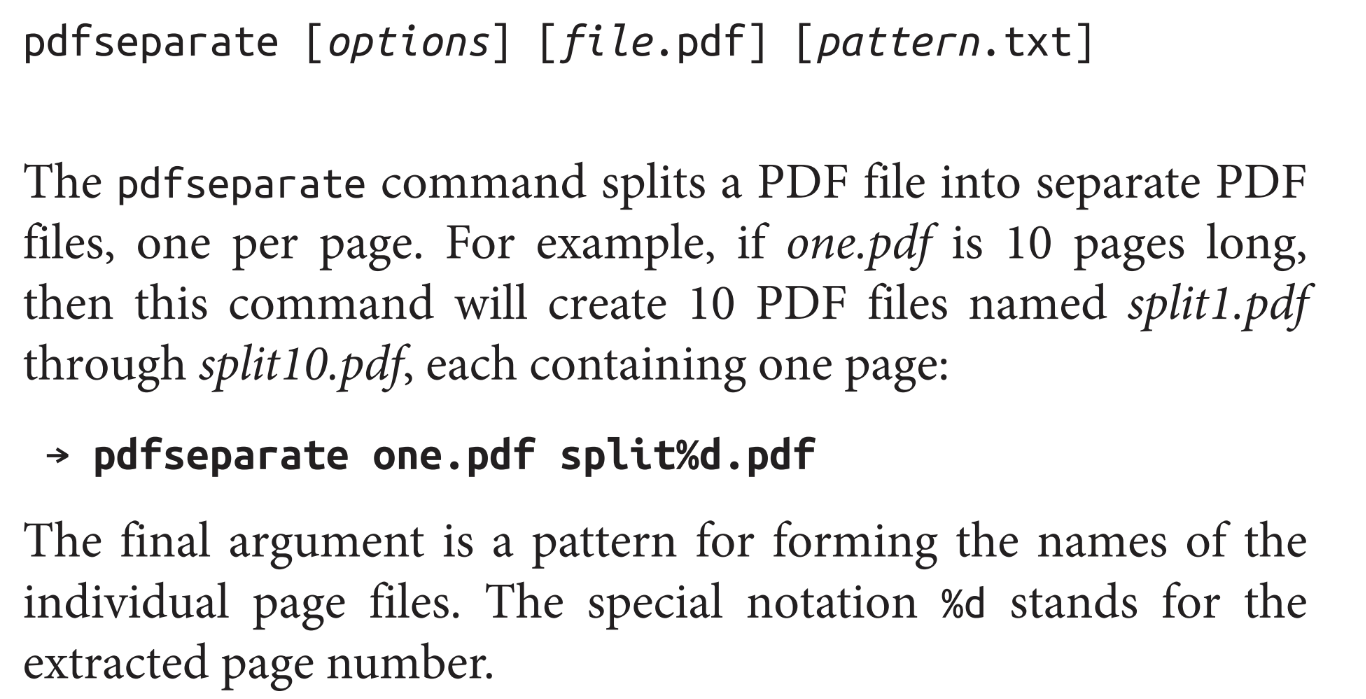 pdfseparate [options] [file.pdf] [pattern.txt]
The pdfseparate command splits a PDF file into separate PDF
files, one per page. For example, if one.pdf is 10 pages long,
then this command will create 10 PDF files named split1.pdf
through split10.pdf, each containing one page:
→ pdfseparate one.pdf split%d.pdf
The final argument is a pattern for forming the names of the
individual page files. The special notation %d stands for the
extracted page number.